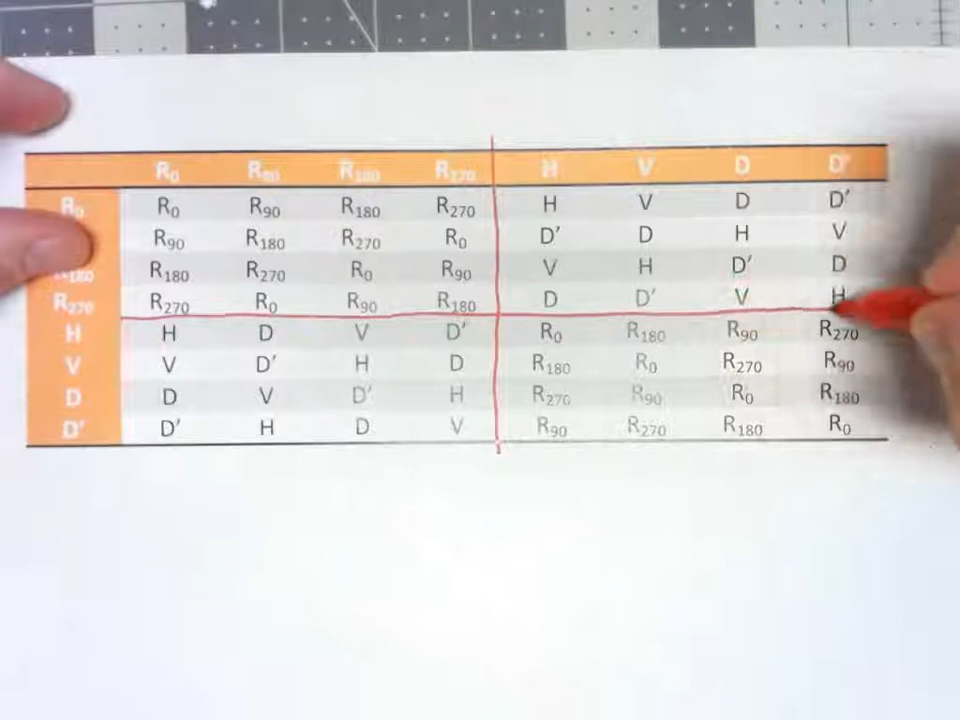 R₀ R₉₀ R₁₈₀ R₂₇₀ H V D D'
R₀ R₀ R₉₀ R₁₈₀ R₂₇₀ H V D D'
R₉₀ R₁₈₀ R₂₇₀ R₀ D' D H V
R₁₈₀ R₁₈₀ R₂₇₀ R₀ R₉₀ V H D' D
R₂₇₀ R₂₇₀ R₀ R₉₀ R₁₈₀ D D' V H
H H D V D' R₀ R₁₈₀ R₉₀ R₂₇₀
V V D' H D R₁₈₀ R₀ R₂₇₀ R₉₀
D D V D' H R₂₇₀ R₉₀ R₀ R₁₈₀
D' D' H D V R₉₀ R₂₇₀ R₁₈₀ R₀